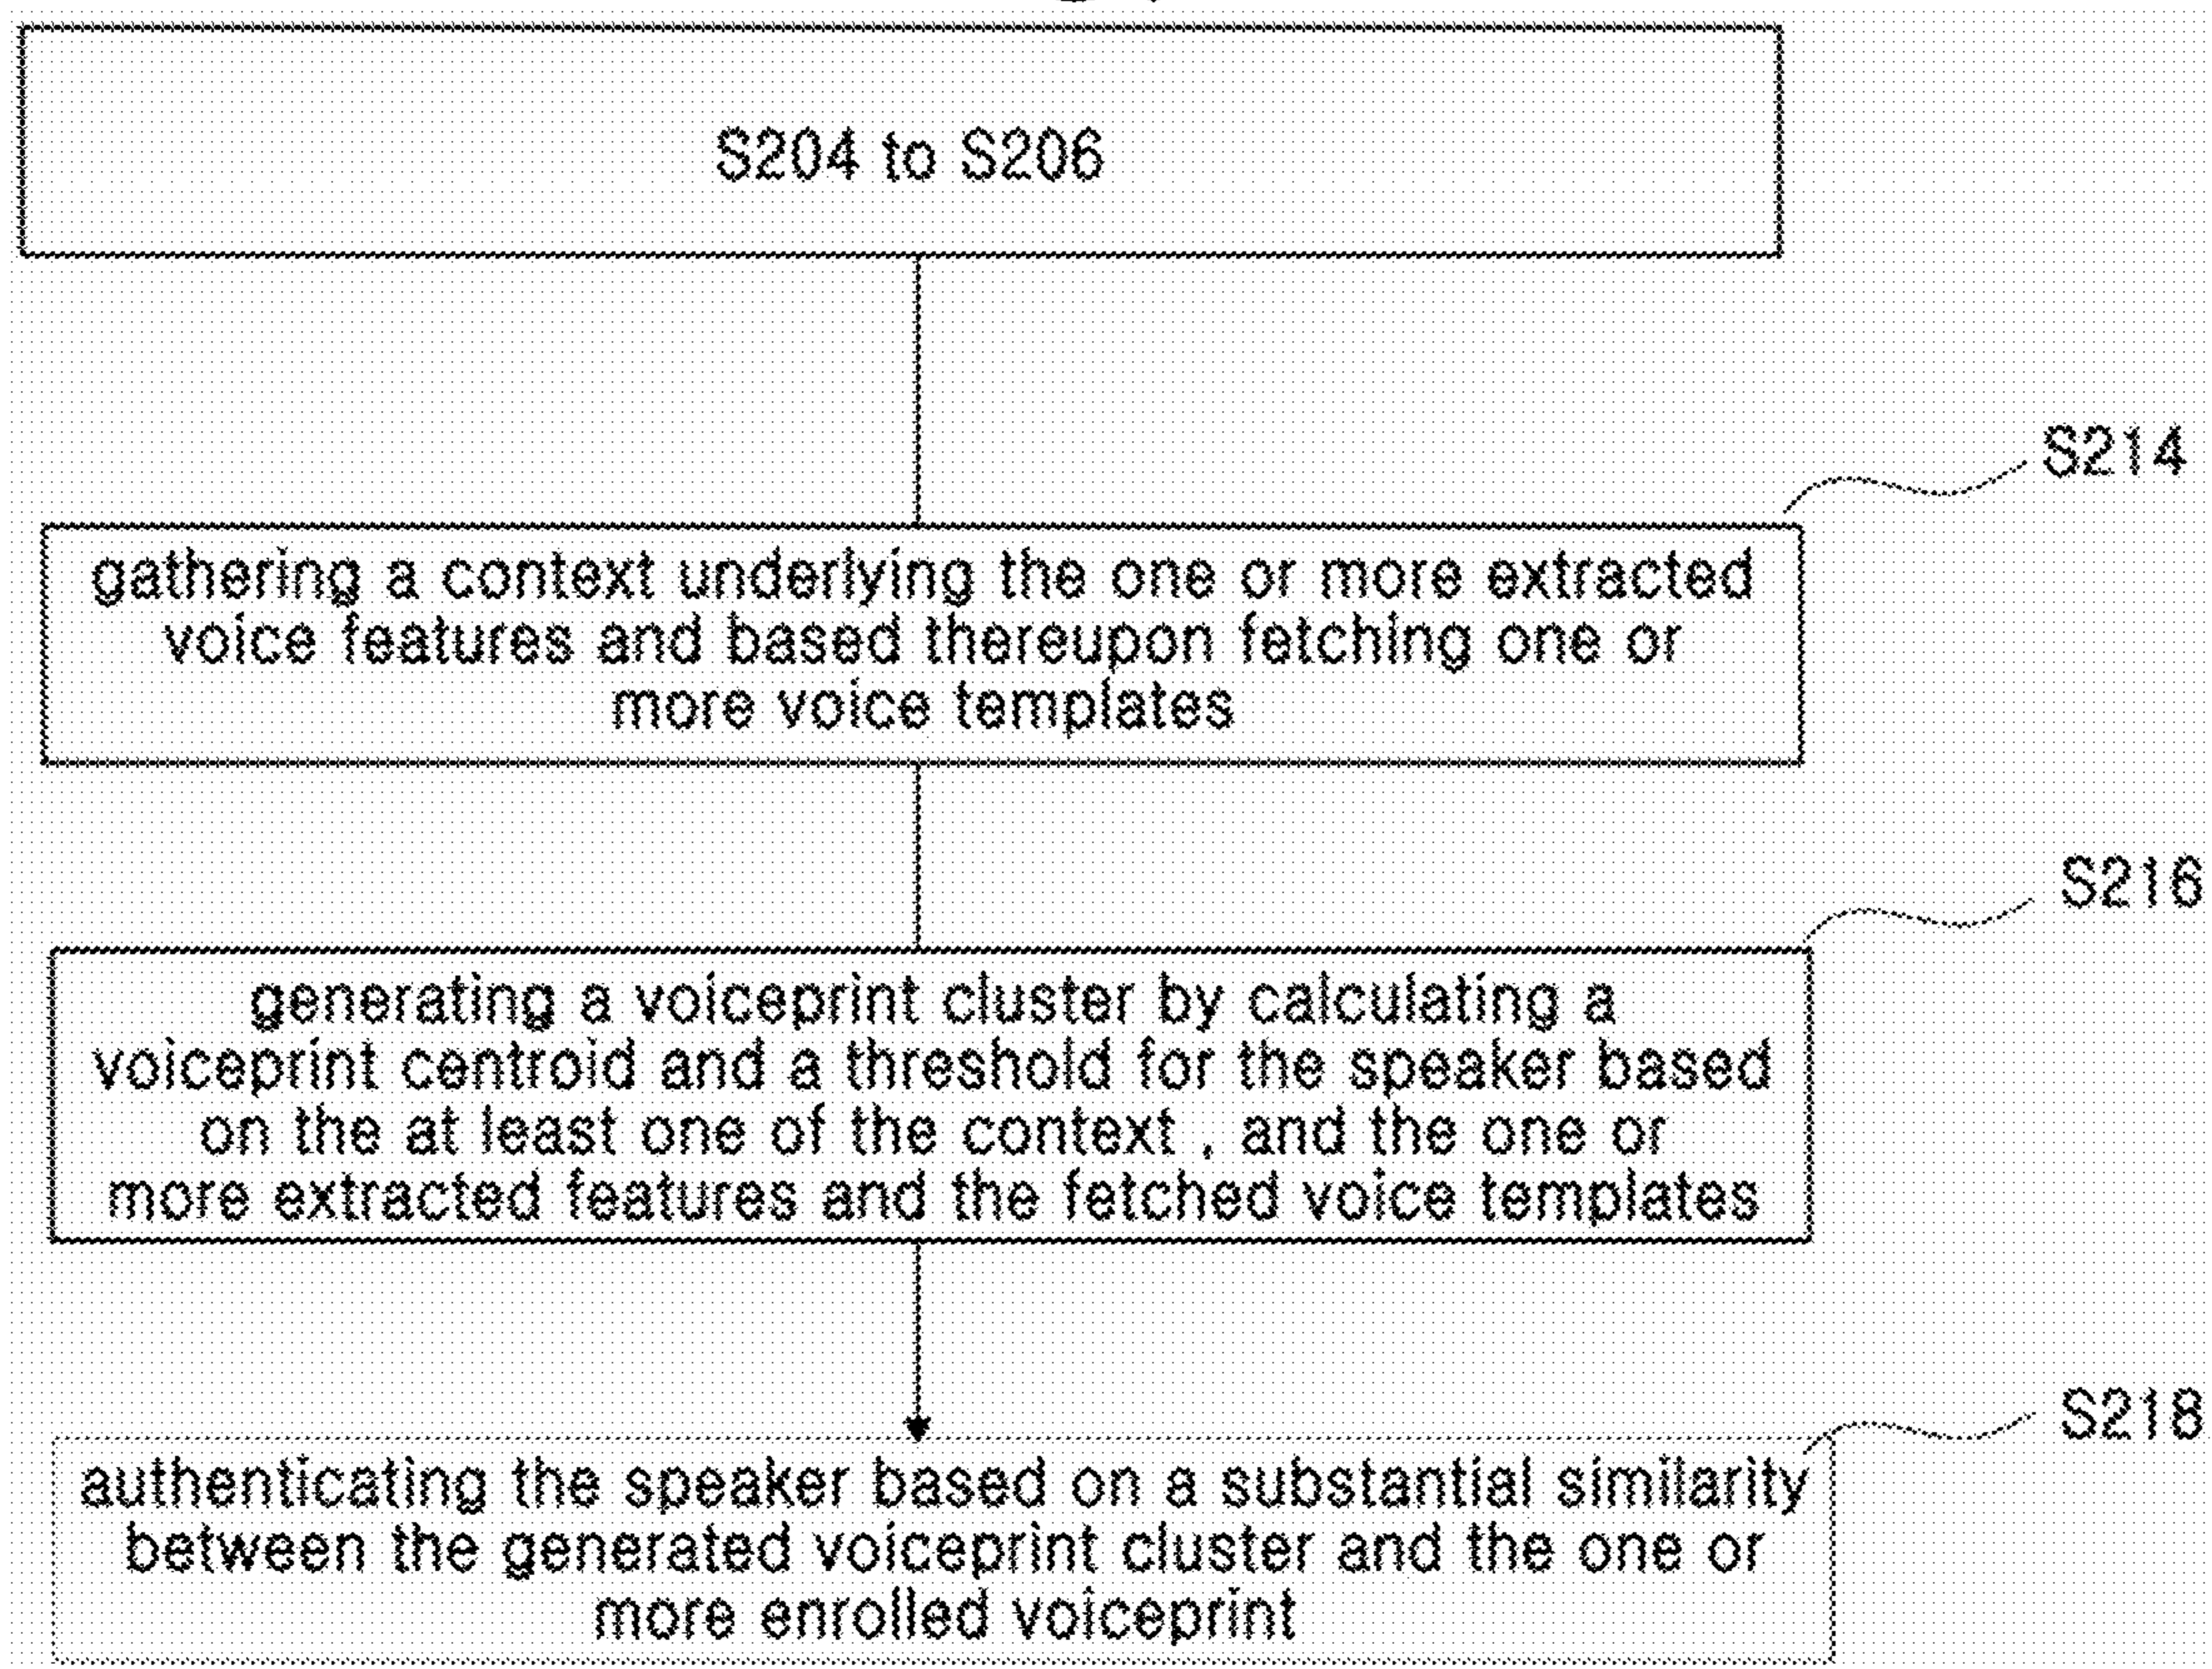 S204 to S206
S214
gathering a context underlying the one or more extracted
voice features and based thereupon fetching one or
more voice templates
S216
generating a voiceprint cluster by calculating a
voiceprint centroid and a threshold for the speaker based
on the at least one of the context , and the one or
more extracted features and the fetched voice templates
S218
authenticating the speaker based on a substantial similarity
between the generated voiceprint cluster and the one or
more enrolled voiceprint